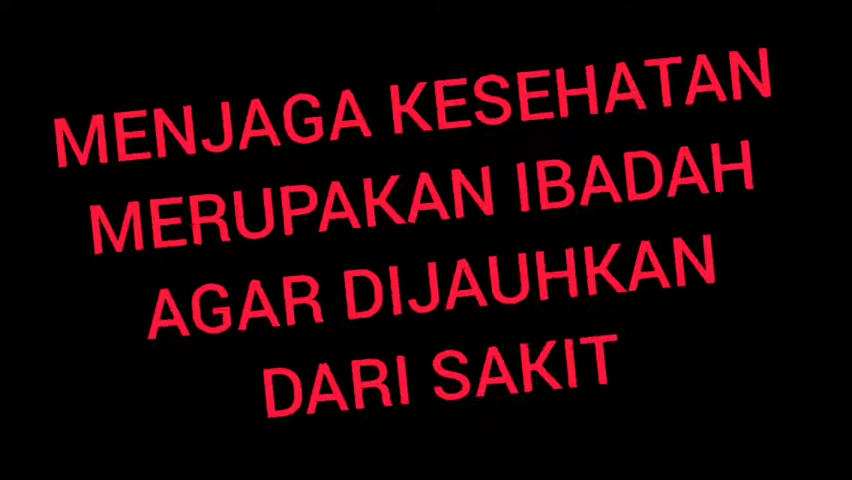 MENJAGA KESEHATAN
MERUPAKAN IBADAH
AGAR DIJAUHKAN
DARI SAKIT